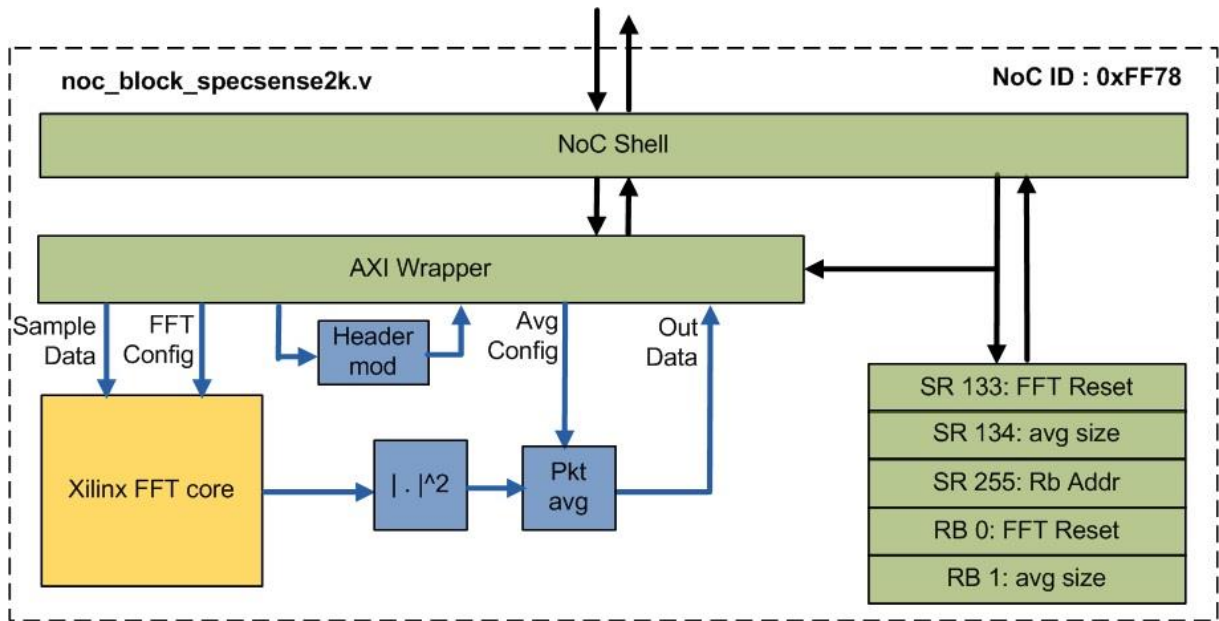 noc_block_specsense2k.v
NoC ID : 0xFF78
NoC Shell
AXI Wrapper
Sample
Data
FFT
Config
Header
mod
Avg
Config
Out
Data
Xilinx FFT core
| . |^2
Pkt
avg
SR 133: FFT Reset
SR 134: avg size
SR 255: Rb Addr
RB 0: FFT Reset
RB 1: avg size